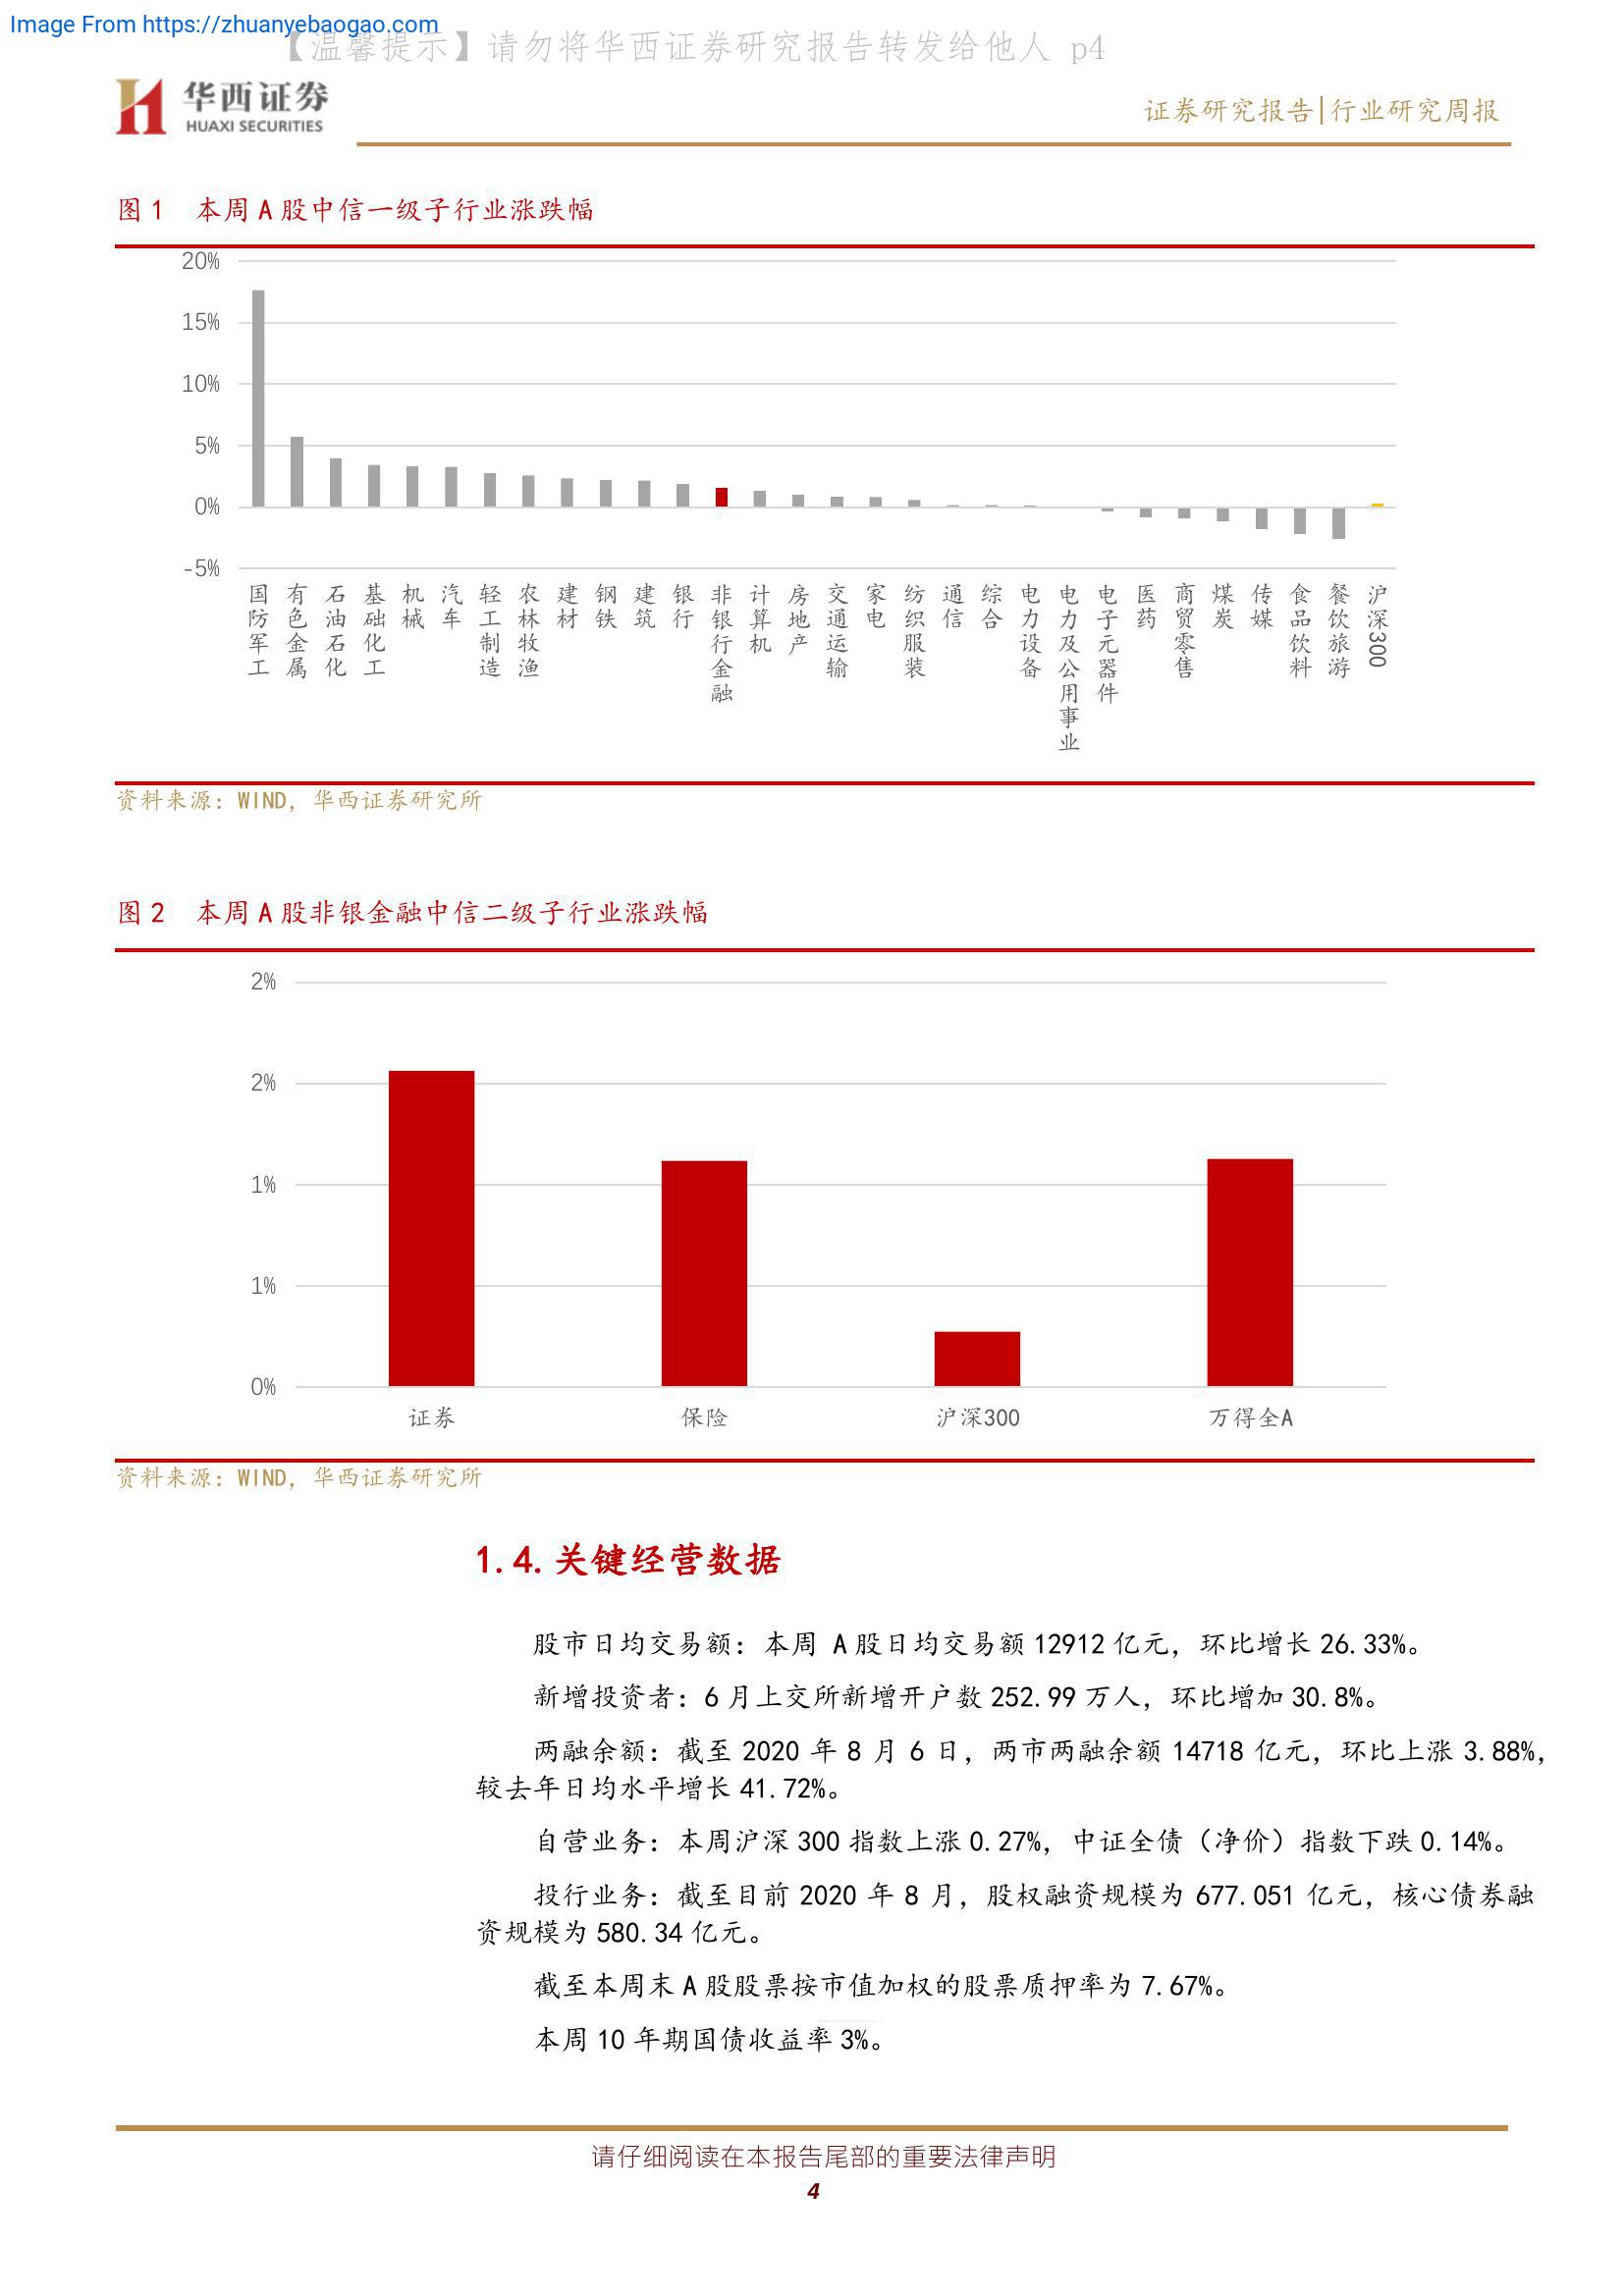 Image From https://zhuanyebaogao.com
【温馨提示】请勿将华西证券研究报告转发给他人 p4
华西证券
HUAXI SECURITIES
证券研究报告|行业研究周报
图 1 本周 A 股中信一级子行业涨跌幅
20%
15%
10%
5%
0%
-5%
国防军工
有色金属
石油石化
基础化工
机械
汽车
轻工制造
农林牧渔
建材
钢铁
建筑
银行
非银行金融
计算机
房地产
交通运输
家电
纺织服装
通信
综合
电力设备
电力及公用事业
电子元器件
医药
商贸零售
煤炭
传媒
食品饮料
餐饮旅游
沪深300
资料来源：WIND，华西证券研究所
图 2 本周 A 股非银金融中信二级子行业涨跌幅
2%
2%
1%
1%
0%
证券 保险 沪深300 万得全A
资料来源：WIND，华西证券研究所
1.4.关键经营数据
股市日均交易额：本周 A 股日均交易额 12912 亿元，环比增长 26.33%。
新增投资者：6 月上交所新增开户数 252.99 万人，环比增加 30.8%。
两融余额：截至 2020 年 8 月 6 日，两市两融余额 14718 亿元，环比上涨 3.88%，
较去年日均水平增长 41.72%。
自营业务：本周沪深 300 指数上涨 0.27%，中证全债（净价）指数下跌 0.14%。
投行业务：截至目前 2020 年 8 月，股权融资规模为 677.051 亿元，核心债券融
资规模为 580.34 亿元。
截至本周末 A 股股票按市值加权的股票质押率为 7.67%。
本周 10 年期国债收益率 3%。
请仔细阅读在本报告尾部的重要法律声明
4